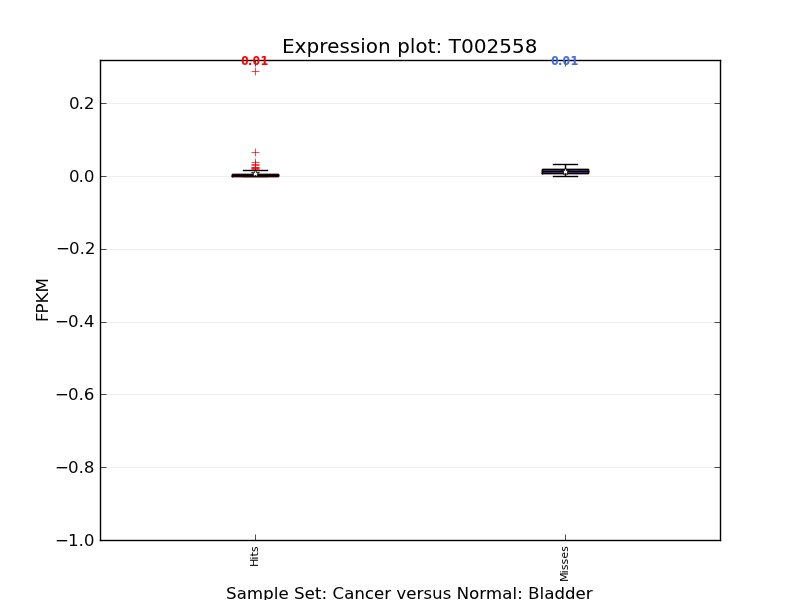 Expression plot: T002558
0.01 0.01
0.2
0.0
−0.2
−0.4
−0.6
−0.8
−1.0
FPKM
Hits Misses
Sample Set: Cancer versus Normal: Bladder